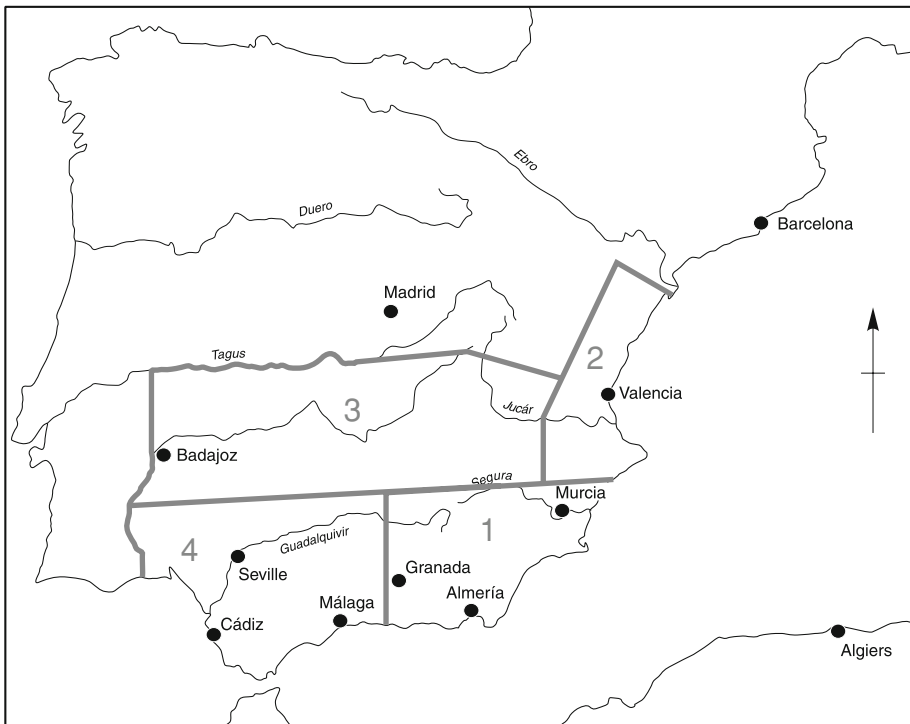 Ebro
Duero
Barcelona
Madrid
Tagus
2
Valencia
3
Jucár
Badajoz
Segura
Murcia
1
4
Guadalquivir
Seville
Granada
Almería
Málaga
Cádiz
Algiers